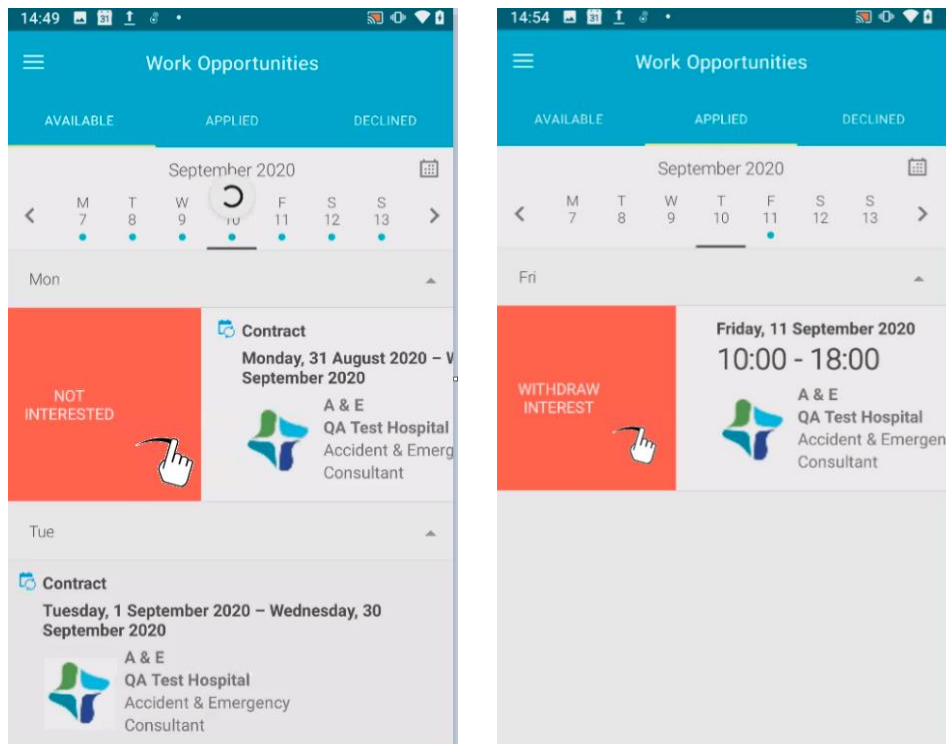 14:49 31
Work Opportunities
AVAILABLE APPLIED DECLINED
September 2020
M T W F S S
7 8 9 10 11 12 13
Mon
NOT
INTERESTED
Contract
Monday, 31 August 2020 – W
September 2020
A & E
QA Test Hospital
Accident & Emerg
Consultant
Tue
Contract
Tuesday, 1 September 2020 – Wednesday, 30
September 2020
A & E
QA Test Hospital
Accident & Emergency
Consultant
14:54 31
Work Opportunities
AVAILABLE APPLIED DECLINED
September 2020
M T W T F S S
7 8 9 10 11 12 13
Fri
WITHDRAW
INTEREST
Friday, 11 September 2020
10:00 - 18:00
A & E
QA Test Hospital
Accident & Emergen
Consultant